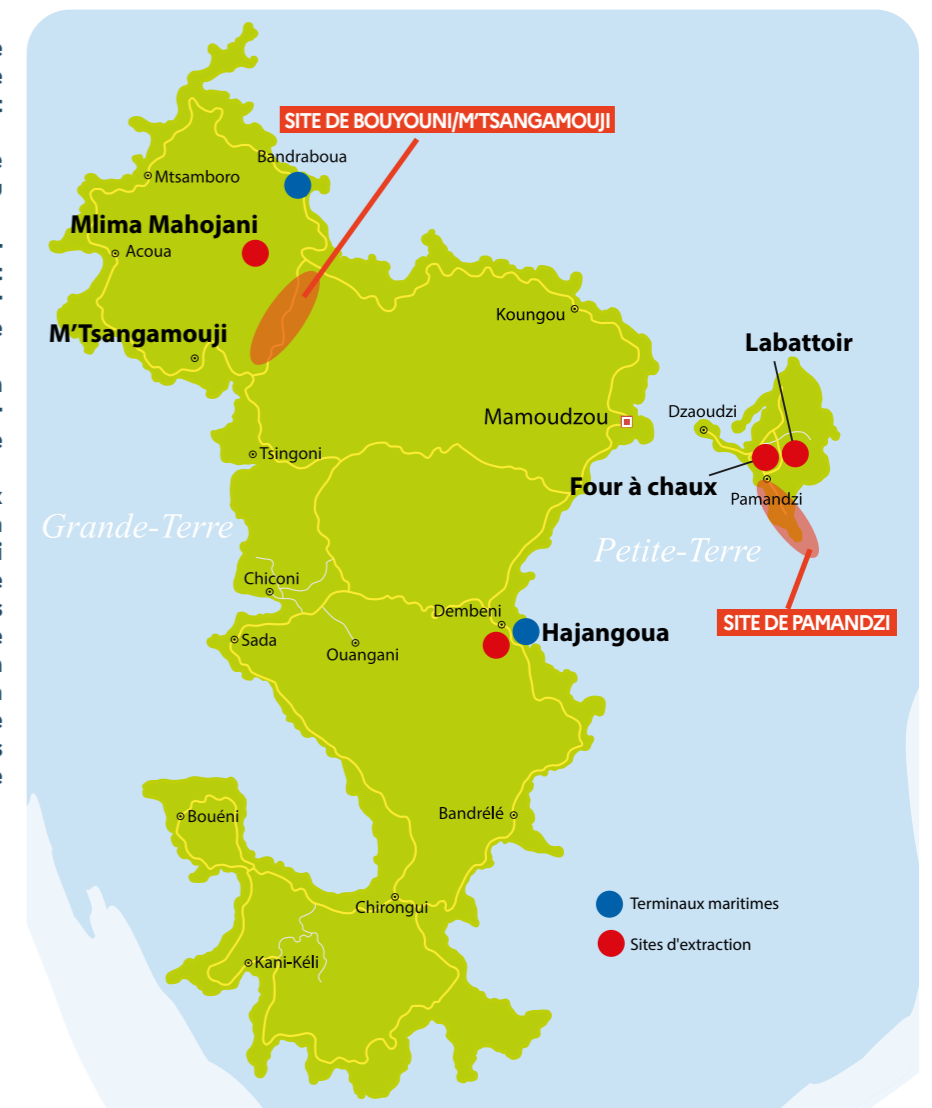 SITE DE BOUYOUNI/M'TSANGAMOUJI
Bandraboua
Mtsamboro
Mlima Mahojani
Acoua
Koungou
M'Tsangamouji
Labattoir
Dzaoudzi
Mamoudzou
Tsingoni
Four à chaux
Pamandzi
Grande-Terre
Petite-Terre
Chiconi
Dembeni
SITE DE PAMANDZI
Hajangoua
Sada
Ouangani
Bouéni
Bandrélé
Chirongui
Terminaux maritimes
Sites d'extraction
Kani-Kéli